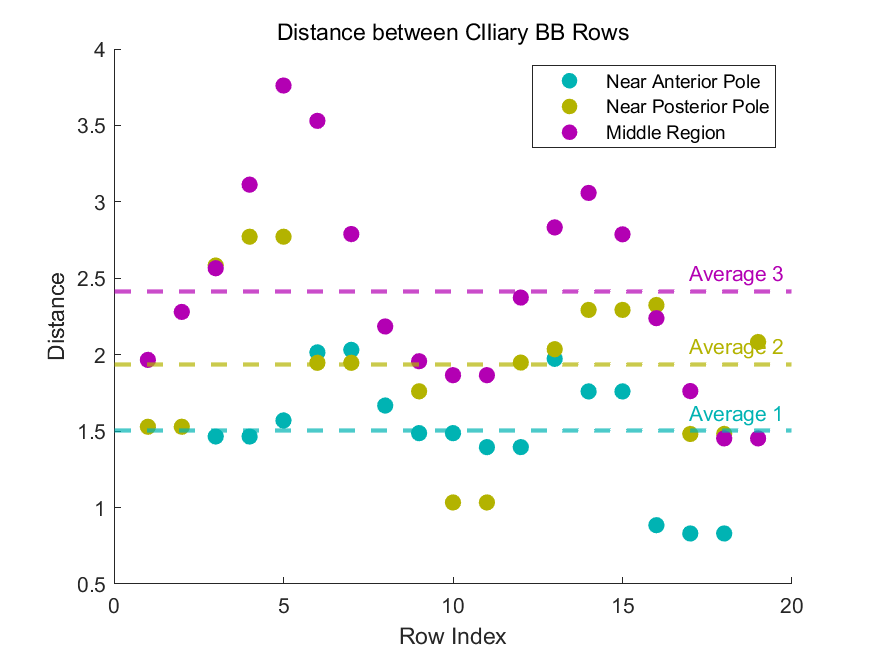 Distance between CIliary BB Rows
Near Anterior Pole
Near Posterior Pole
Middle Region
4
3.5
3
2.5
2
1.5
1
0.5
Distance
Average 3
Average 2
Average 1
0
5
10
15
20
Row Index